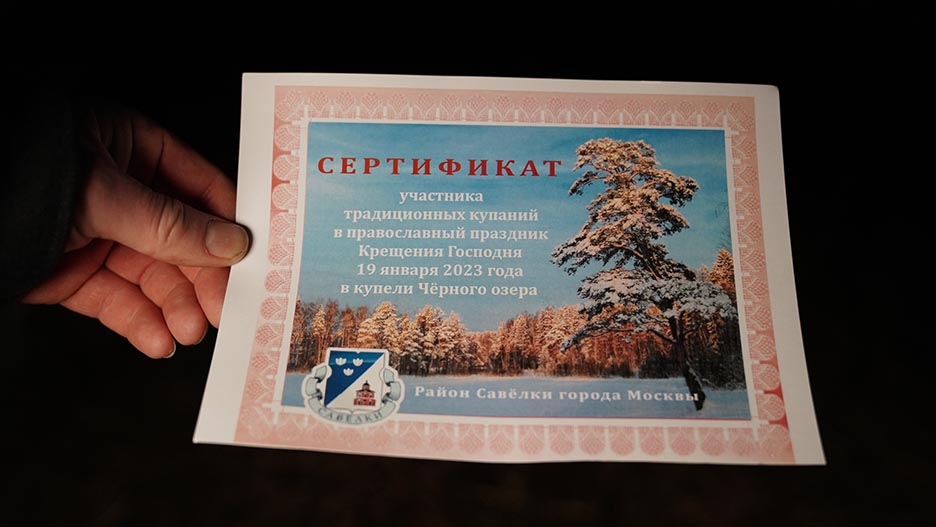 СЕРТИФИКАТ
участника
традиционных купаний
в православный праздник
Крещения Господня
19 января 2023 года
в купели Чёрного озера
САВЁЛКИ
Район Савёлки города Москвы